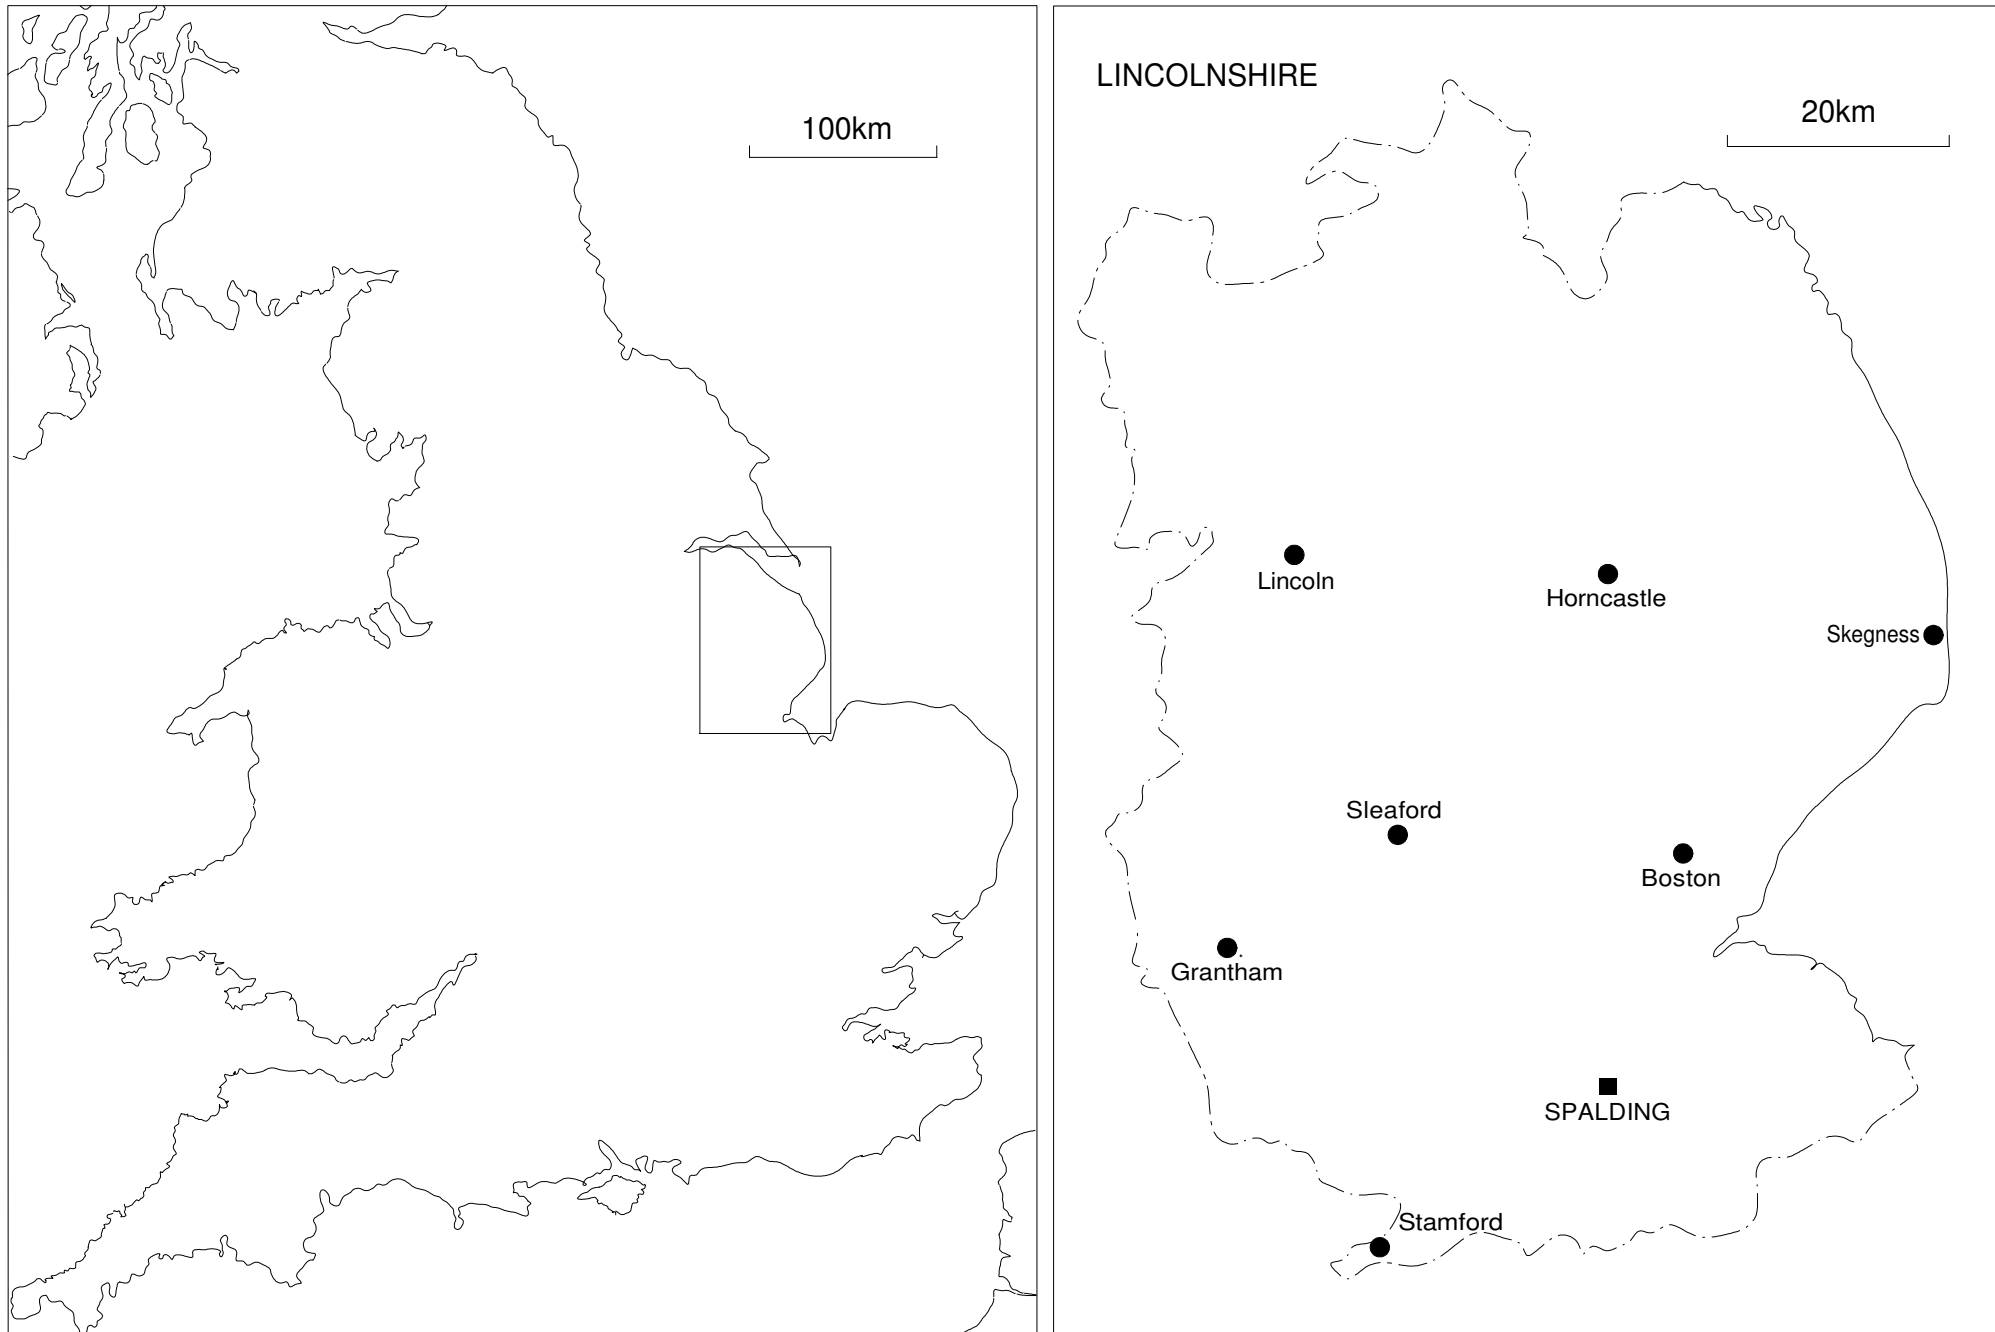 100km
LINCOLNSHIRE
20km
Lincoln
Horncastle
Skegness
Sleaford
Boston
Grantham
SPALDING
Stamford